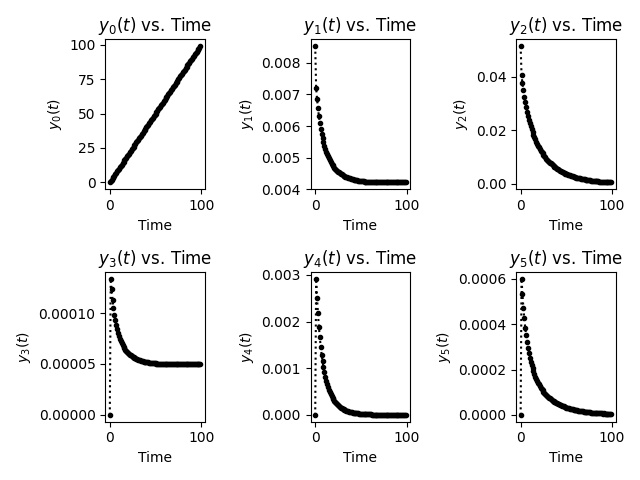 y₀(t) vs. Time
100
75
50
25
0
y₀(t)
0 100
Time
y₁(t) vs. Time
0.008
0.007
0.006
0.005
0.004
y₁(t)
0 100
Time
y₂(t) vs. Time
0.04
0.02
0.00
y₂(t)
0 100
Time
y₃(t) vs. Time
0.00010
0.00005
0.00000
y₃(t)
0 100
Time
y₄(t) vs. Time
0.003
0.002
0.001
0.000
y₄(t)
0 100
Time
y₅(t) vs. Time
0.0006
0.0004
0.0002
0.0000
y₅(t)
0 100
Time